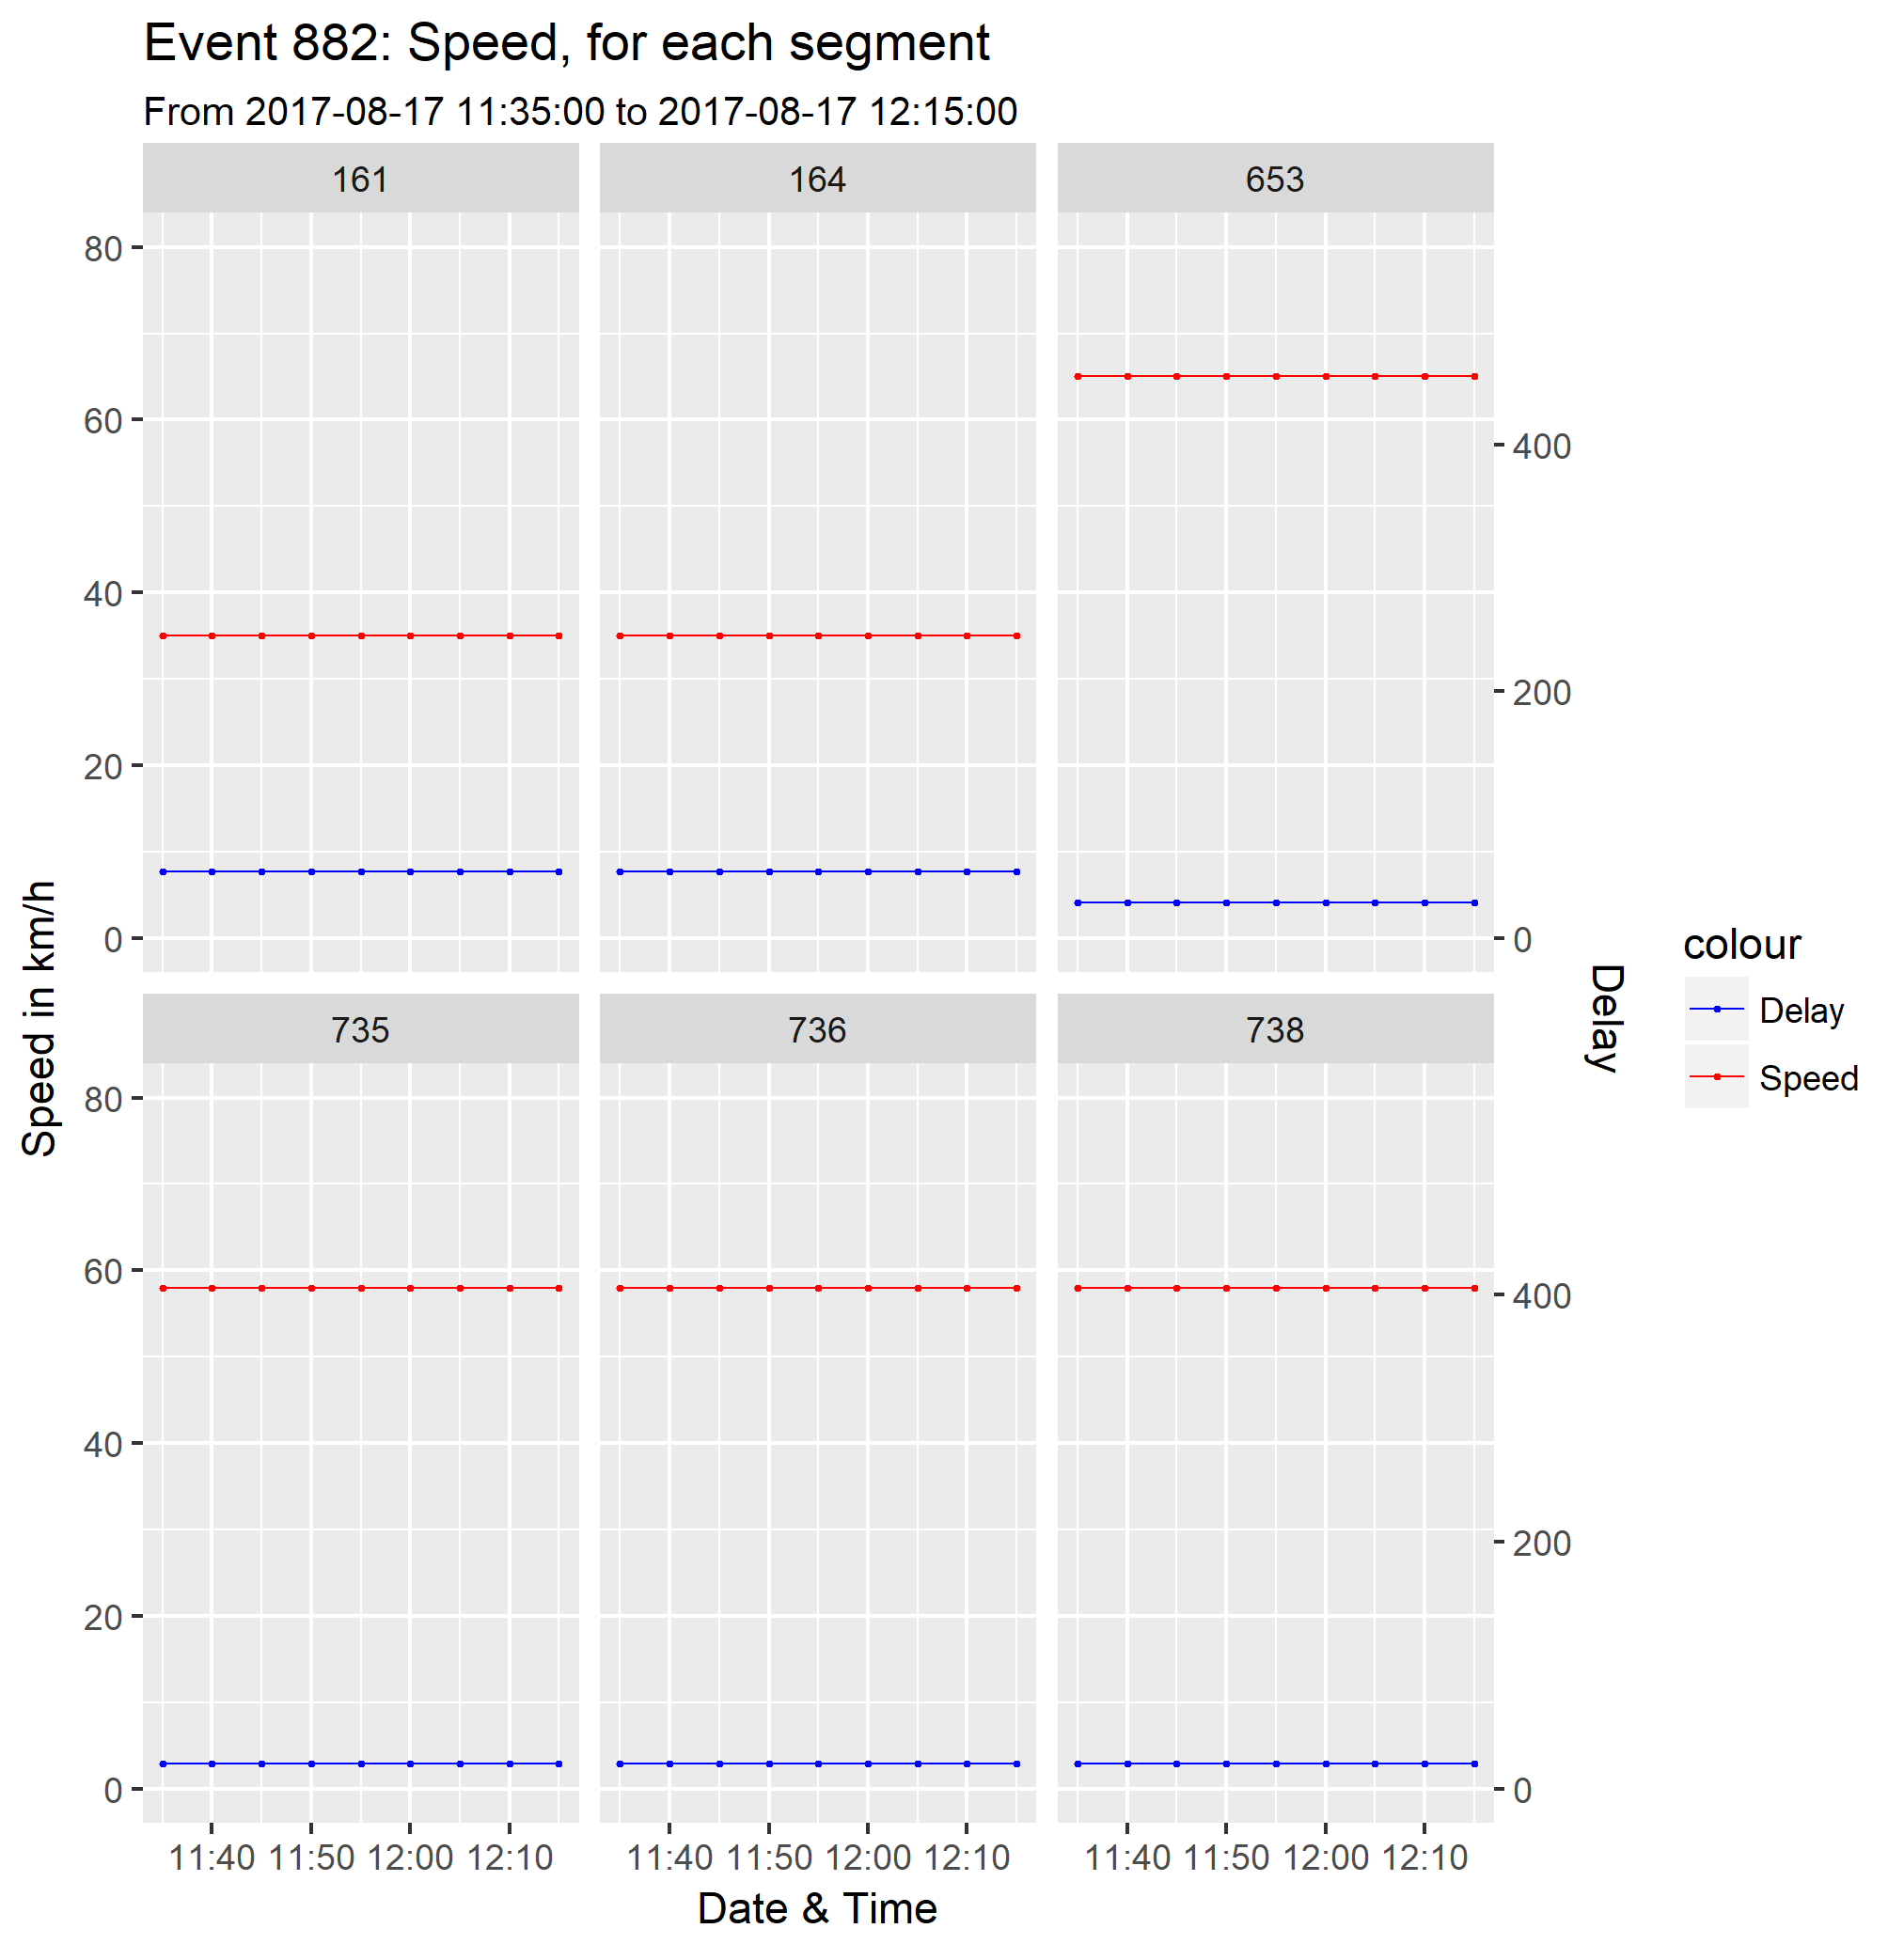 Event 882: Speed, for each segment
From 2017-08-17 11:35:00 to 2017-08-17 12:15:00
161 164 653
80
60
40
20
0
400
200
0
735 736 738
80
60
40
20
0
400
200
0
11:40 11:50 12:00 12:10 11:40 11:50 12:00 12:10 11:40 11:50 12:00 12:10
Date & Time
Speed in km/h
Delay
colour
Delay
Speed